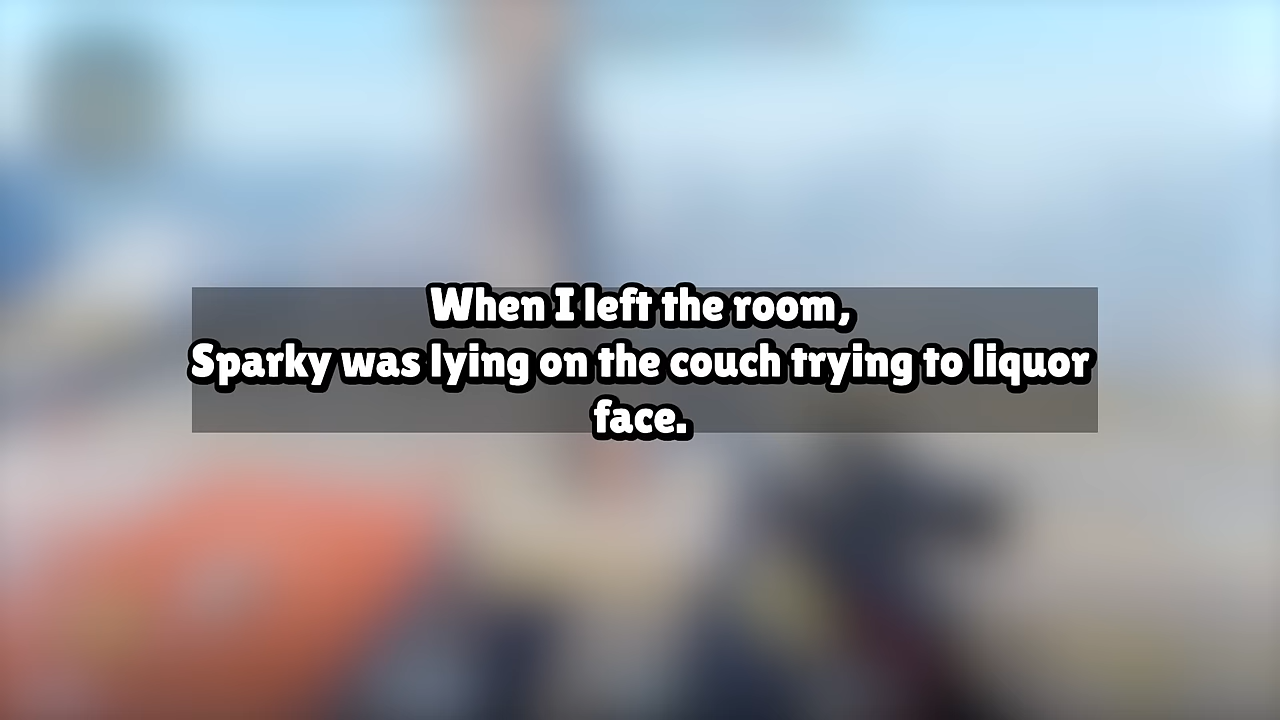 When I left the room,
Sparky was lying on the couch trying to liquor
face.